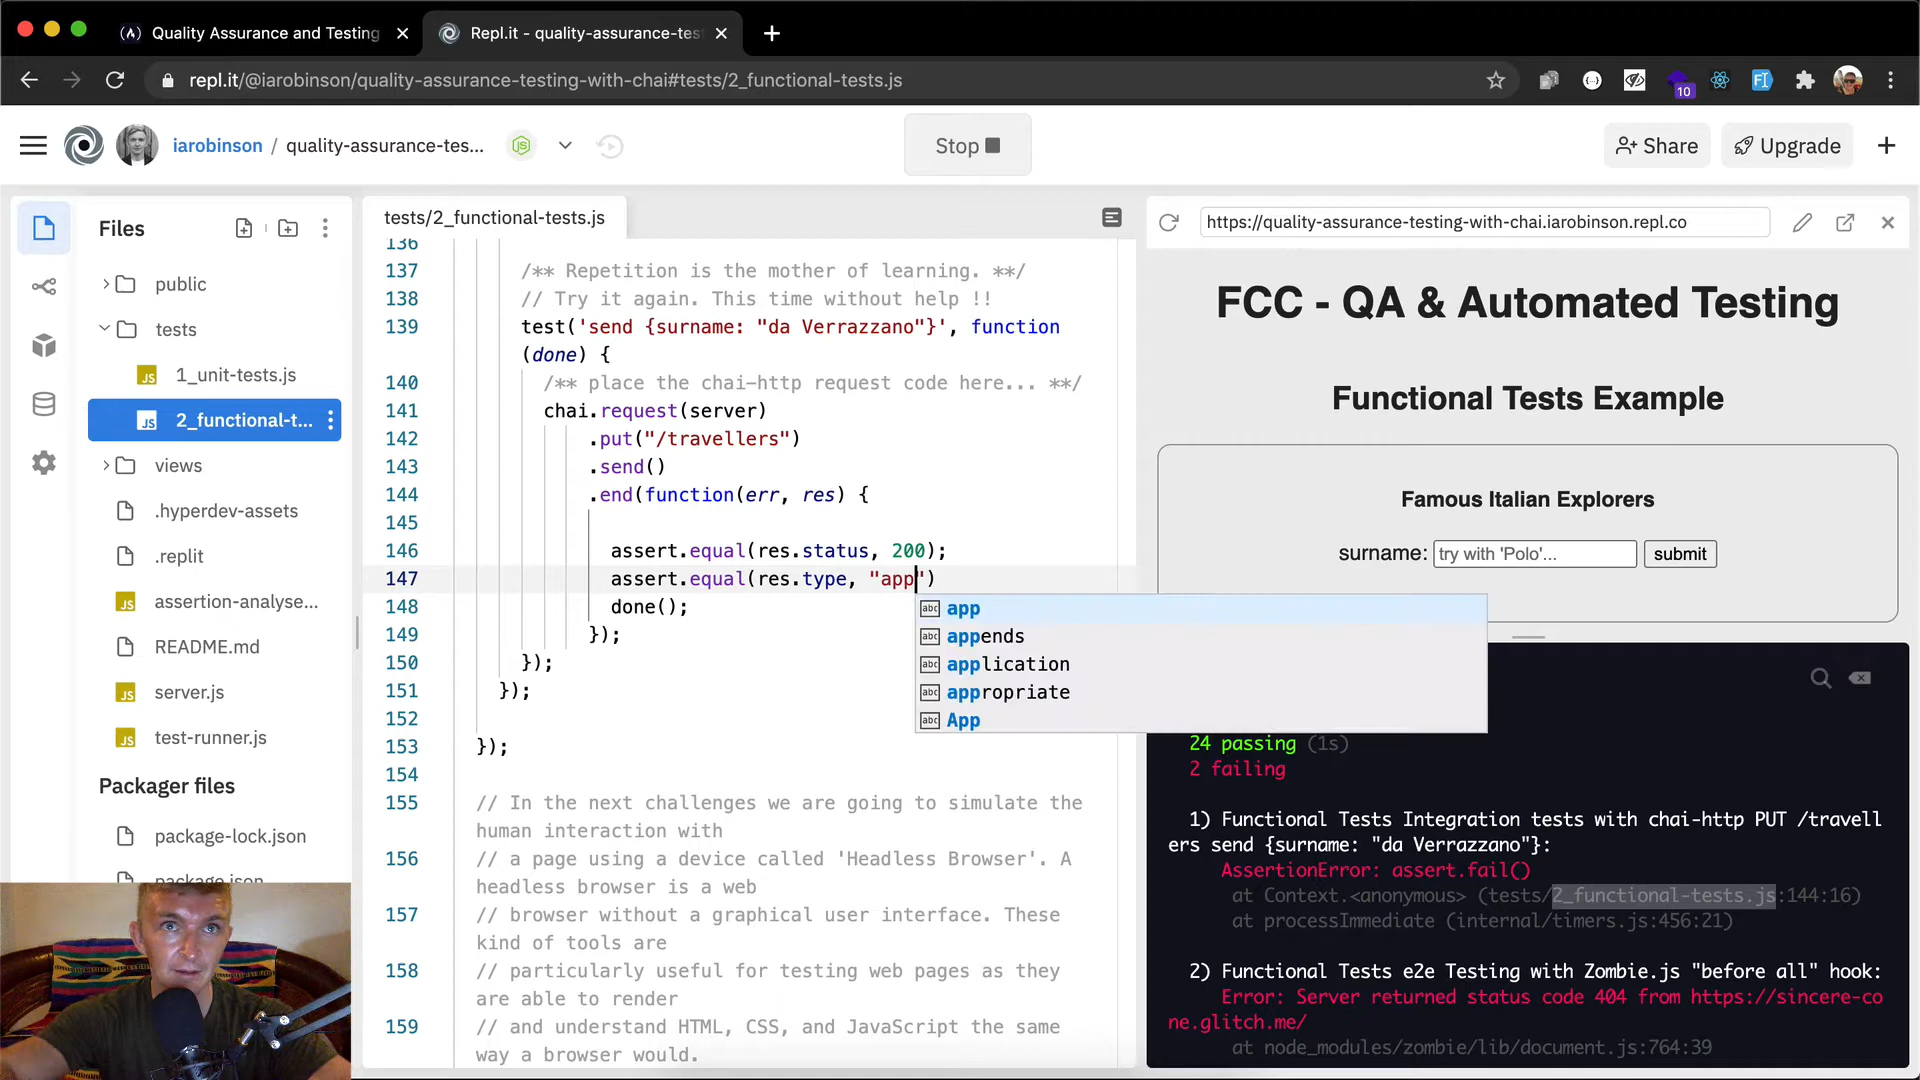 Quality Assurance and Testing
Repl.it - quality-assurance-tes
repl.it/@iarobinson/quality-assurance-testing-with-chai#tests/2_functional-tests.js
10
iarobinson / quality-assurance-tes...
Stop
Share
Upgrade
Files
public
tests
JS 1_unit-tests.js
JS 2_functional-t...
views
.hyperdev-assets
.replit
JS assertion-analyse...
README.md
JS server.js
JS test-runner.js
Packager files
package-lock.json
package.json
tests/2_functional-tests.js
136
137 /** Repetition is the mother of learning. **/
138 // Try it again. This time without help !!
139 test('send {surname: "da Verrazzano"}', function
(done) {
140 /** place the chai-http request code here... **/
141 chai.request(server)
142 .put("/travellers")
143 .send()
144 .end(function(err, res) {
145
146 assert.equal(res.status, 200);
147 assert.equal(res.type, "app")
148 done();
149 });
150 });
151 });
152
153 });
154
155 // In the next challenges we are going to simulate the
human interaction with
156 // a page using a device called 'Headless Browser'. A
headless browser is a web
157 // browser without a graphical user interface. These
kind of tools are
158 // particularly useful for testing web pages as they
are able to render
159 // and understand HTML, CSS, and JavaScript the same
way a browser would.
abc app
abc appends
abc application
abc appropriate
abc App
https://quality-assurance-testing-with-chai.iarobinson.repl.co
FCC - QA & Automated Testing
Functional Tests Example
Famous Italian Explorers
surname: try with 'Polo'... submit
24 passing (1s)
2 failing
1) Functional Tests Integration tests with chai-http PUT /travell
ers send {surname: "da Verrazzano"}:
AssertionError: assert.fail()
at Context.<anonymous> (tests/2_functional-tests.js:144:16)
at processImmediate (internal/timers.js:456:21)
2) Functional Tests e2e Testing with Zombie.js "before all" hook:
Error: Server returned status code 404 from https://sincere-co
ne.glitch.me/
at node_modules/zombie/lib/document.js:764:39